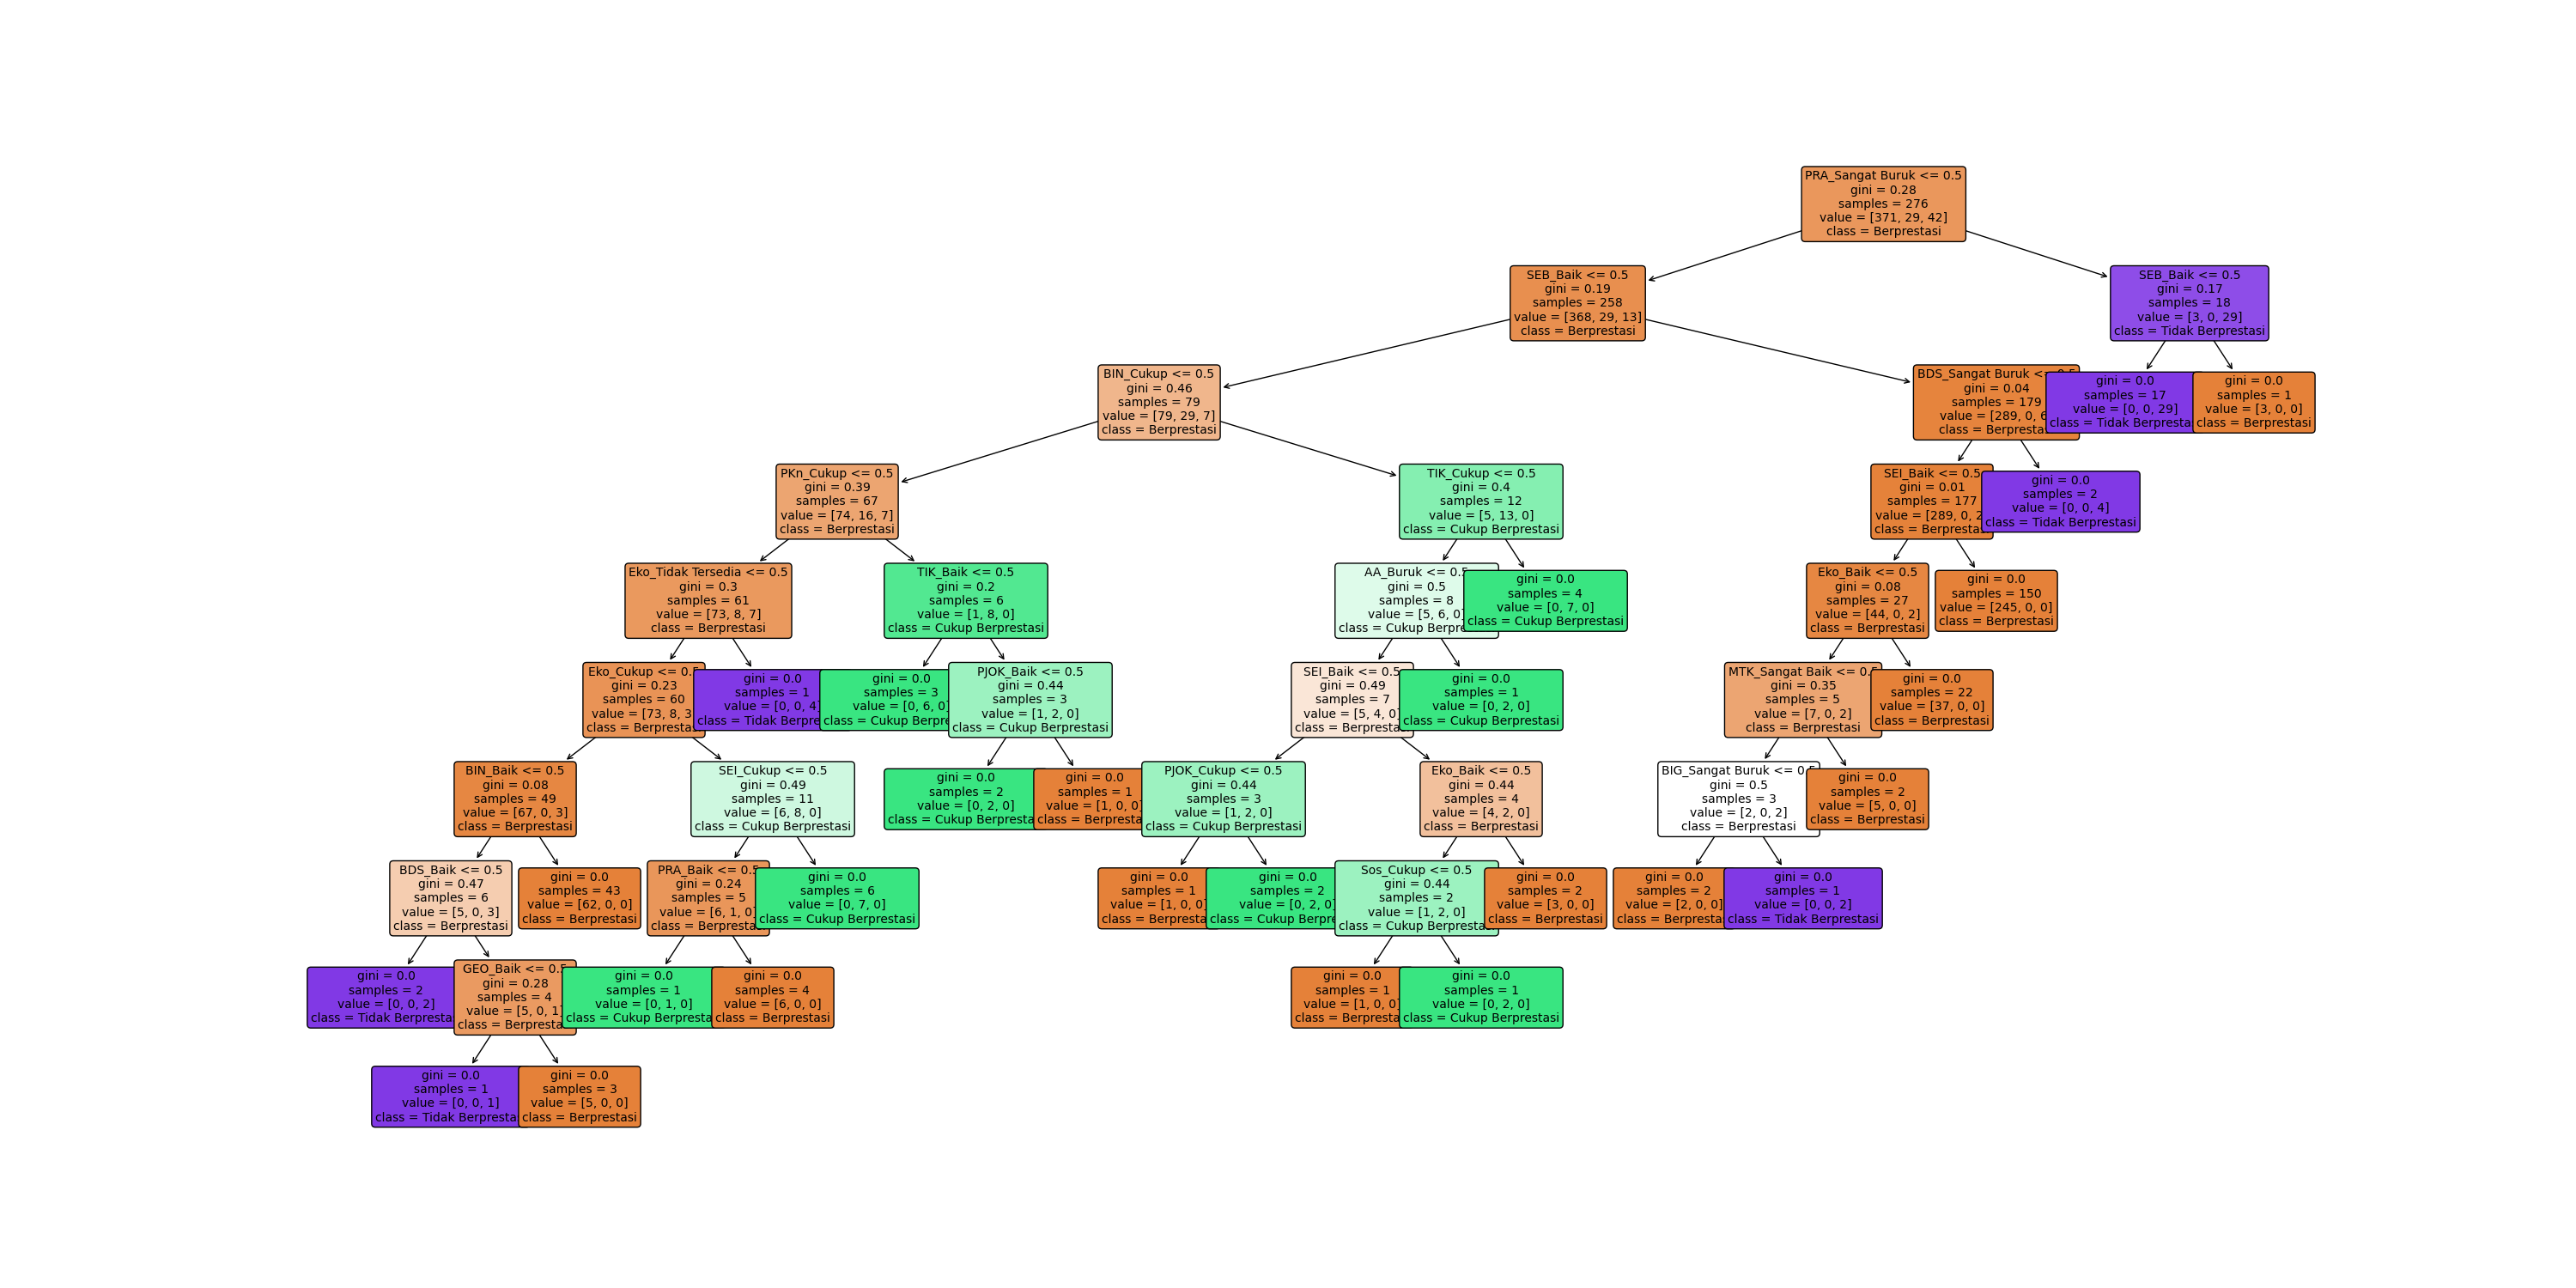 PRA_Sangat Buruk <= 0.5
gini = 0.28
samples = 276
value = [371, 29, 42]
class = Berprestasi
SEB_Baik <= 0.5
gini = 0.19
samples = 258
value = [368, 29, 13]
class = Berprestasi
SEB_Baik <= 0.5
gini = 0.17
samples = 18
value = [3, 0, 29]
class = Tidak Berprestasi
BIN_Cukup <= 0.5
gini = 0.46
samples = 79
value = [79, 29, 7]
class = Berprestasi
BDS_Sangat Buruk <= 0.5
gini = 0.04
samples = 179
value = [289, 0, 6
class = Berprestas
gini = 0.0
samples = 17
value = [0, 0, 29]
class = Tidak Berprestas
gini = 0.0
samples = 1
value = [3, 0, 0]
class = Berprestasi
PKn_Cukup <= 0.5
gini = 0.39
samples = 67
value = [74, 16, 7]
class = Berprestasi
TIK_Cukup <= 0.5
gini = 0.4
samples = 12
value = [5, 13, 0]
class = Cukup Berprestasi
SEI_Baik <= 0.5
gini = 0.01
samples = 177
value = [289, 0, 2
class = Berprestas
gini = 0.0
samples = 2
value = [0, 0, 4]
class = Tidak Berprestasi
Eko_Tidak Tersedia <= 0.5
gini = 0.3
samples = 61
value = [73, 8, 7]
class = Berprestasi
TIK_Baik <= 0.5
gini = 0.2
samples = 6
value = [1, 8, 0]
class = Cukup Berprestasi
AA_Buruk <= 0.5
gini = 0.5
samples = 8
value = [5, 6, 0]
class = Cukup Berpre
gini = 0.0
samples = 4
value = [0, 7, 0]
class = Cukup Berprestasi
Eko_Baik <= 0.5
gini = 0.08
samples = 27
value = [44, 0, 2]
class = Berprestasi
gini = 0.0
samples = 150
value = [245, 0, 0]
class = Berprestasi
Eko_Cukup <= 0.5
gini = 0.23
samples = 60
value = [73, 8, 3
class = Berprestas
gini = 0.0
samples = 1
value = [0, 0, 4]
class = Tidak Berpre
gini = 0.0
samples = 3
value = [0, 6, 0]
class = Cukup Berpre
PJOK_Baik <= 0.5
gini = 0.44
samples = 3
value = [1, 2, 0]
class = Cukup Berprestasi
SEI_Baik <= 0.5
gini = 0.49
samples = 7
value = [5, 4, 0]
class = Berprestas
gini = 0.0
samples = 1
value = [0, 2, 0]
class = Cukup Berprestasi
MTK_Sangat Baik <= 0.5
gini = 0.35
samples = 5
value = [7, 0, 2]
class = Berprestasi
gini = 0.0
samples = 22
value = [37, 0, 0]
class = Berprestasi
BIN_Baik <= 0.5
gini = 0.08
samples = 49
value = [67, 0, 3]
class = Berprestasi
SEI_Cukup <= 0.5
gini = 0.49
samples = 11
value = [6, 8, 0]
class = Cukup Berprestasi
gini = 0.0
samples = 2
value = [0, 2, 0]
class = Cukup Berprestas
gini = 0.0
samples = 1
value = [1, 0, 0]
class = Berprestas
PJOK_Cukup <= 0.5
gini = 0.44
samples = 3
value = [1, 2, 0]
class = Cukup Berprestasi
Eko_Baik <= 0.5
gini = 0.44
samples = 4
value = [4, 2, 0]
class = Berprestasi
BIG_Sangat Buruk <= 0.5
gini = 0.5
samples = 3
value = [2, 0, 2]
class = Berprestasi
gini = 0.0
samples = 2
value = [5, 0, 0]
class = Berprestasi
BDS_Baik <= 0.5
gini = 0.47
samples = 6
value = [5, 0, 3]
class = Berprestasi
gini = 0.0
samples = 43
value = [62, 0, 0]
class = Berprestasi
PRA_Baik <= 0.5
gini = 0.24
samples = 5
value = [6, 1, 0]
class = Berprestas
gini = 0.0
samples = 6
value = [0, 7, 0]
class = Cukup Berprestasi
gini = 0.0
samples = 1
value = [1, 0, 0]
class = Berprestas
gini = 0.0
samples = 2
value = [0, 2, 0]
class = Cukup Berpre
Sos_Cukup <= 0.5
gini = 0.44
samples = 2
value = [1, 2, 0]
class = Cukup Berprestas
gini = 0.0
samples = 2
value = [3, 0, 0]
class = Berprestasi
gini = 0.0
samples = 2
value = [2, 0, 0]
class = Berprestas
gini = 0.0
samples = 1
value = [0, 0, 2]
class = Tidak Berprestasi
gini = 0.0
samples = 2
value = [0, 0, 2]
class = Tidak Berprestas
GEO_Baik <= 0.5
gini = 0.28
samples = 4
value = [5, 0, 1]
class = Berprestas
gini = 0.0
samples = 1
value = [0, 1, 0]
class = Cukup Berprestas
gini = 0.0
samples = 4
value = [6, 0, 0]
class = Berprestasi
gini = 0.0
samples = 1
value = [1, 0, 0]
class = Berprestas
gini = 0.0
samples = 1
value = [0, 2, 0]
class = Cukup Berprestasi
gini = 0.0
samples = 1
value = [0, 0, 1]
class = Tidak Berprestas
gini = 0.0
samples = 3
value = [5, 0, 0]
class = Berprestasi